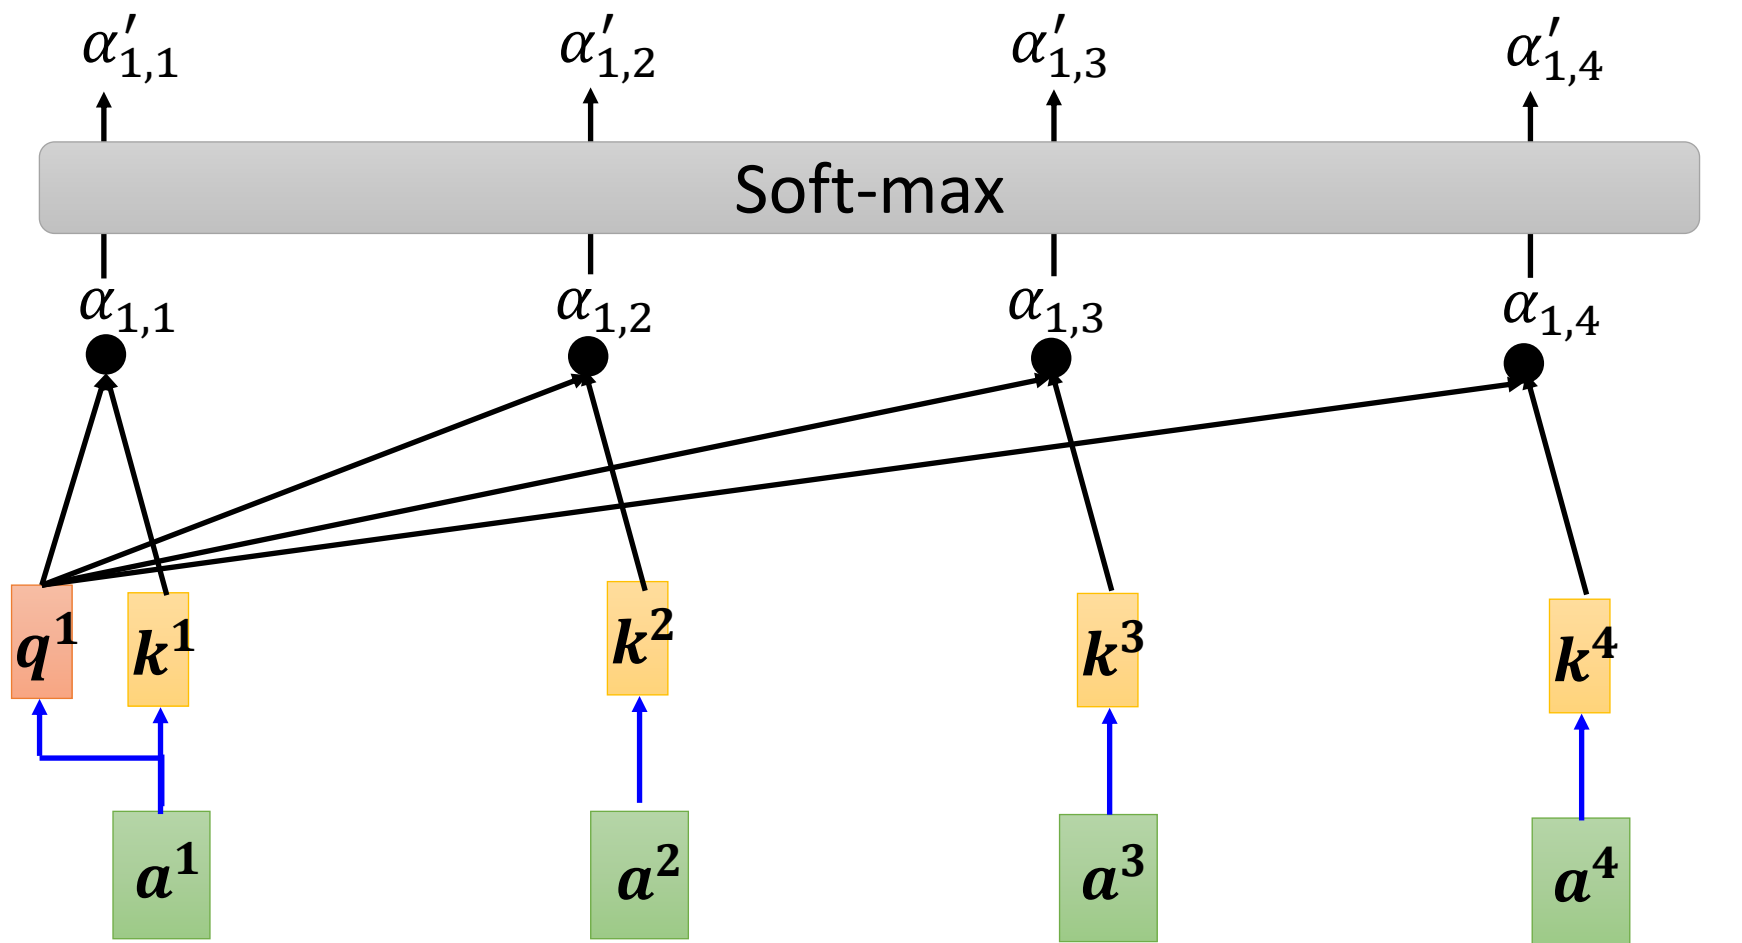 α′1,1 α′1,2 α′1,3 α′1,4
Soft-max
α1,1 α1,2 α1,3 α1,4
q¹ k¹ k² k³ k⁴
a¹ a² a³ a⁴